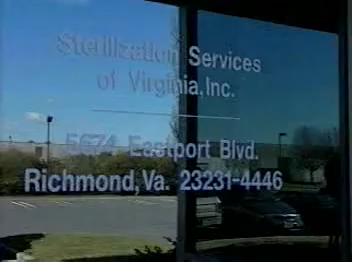 Sterilization Services
of Virginia, Inc.
5674 Eastport Blvd.
Richmond, Va. 23231-4446